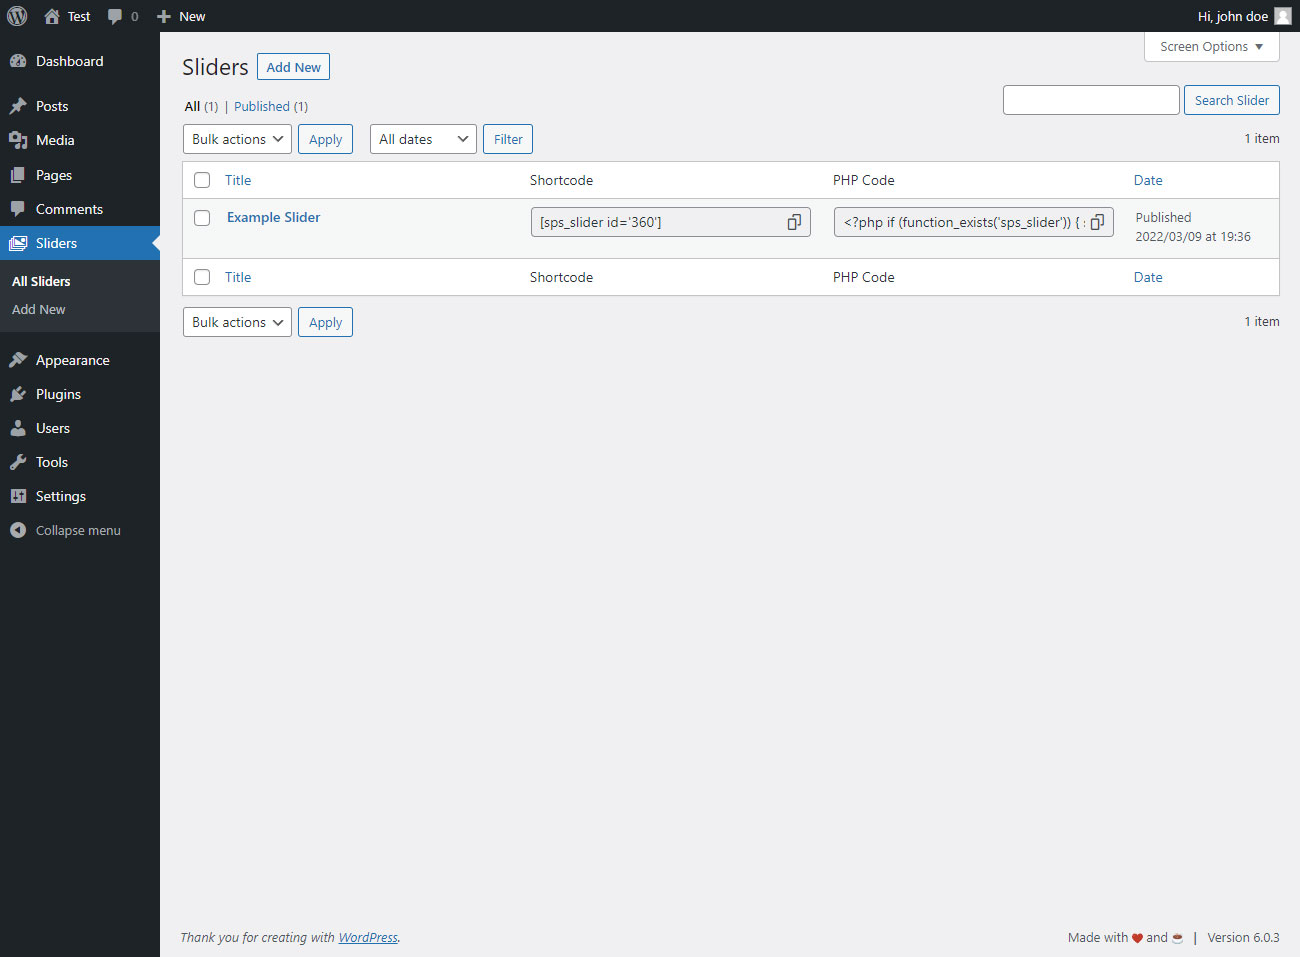 Test 0 New Hi, john doe
Screen Options
Dashboard
Posts
Media
Pages
Comments
Sliders
All Sliders
Add New
Appearance
Plugins
Users
Tools
Settings
Collapse menu
Sliders Add New
All (1) | Published (1)
Search Slider
Bulk actions Apply All dates Filter 1 item
Title Shortcode PHP Code Date
Example Slider [sps_slider id='360'] <?php if (function_exists('sps_slider')) { Published
2022/03/09 at 19:36
Title Shortcode PHP Code Date
Bulk actions Apply 1 item
Thank you for creating with WordPress. Made with ❤ and ☕ | Version 6.0.3